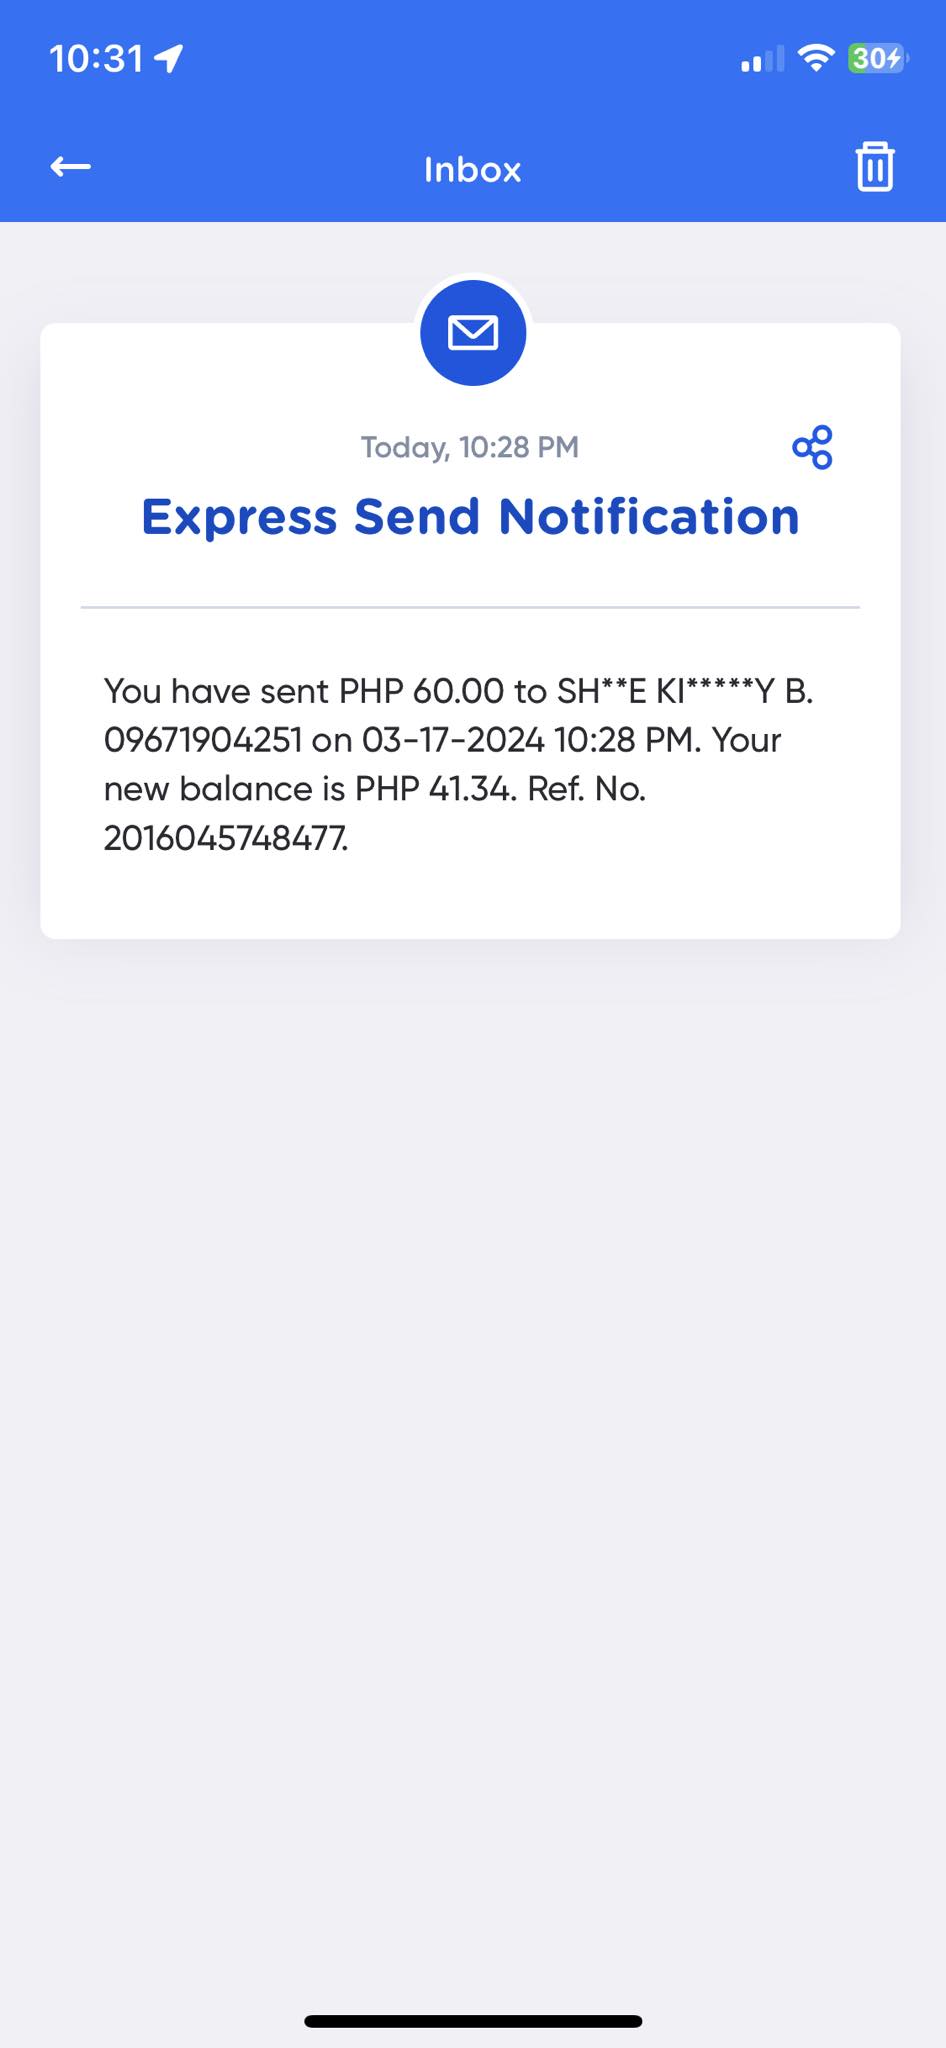 10:31
30
Inbox
Today, 10:28 PM
Express Send Notification
You have sent PHP 60.00 to SH**E KI*****Y B.
09671904251 on 03-17-2024 10:28 PM. Your
new balance is PHP 41.34. Ref. No.
2016045748477.